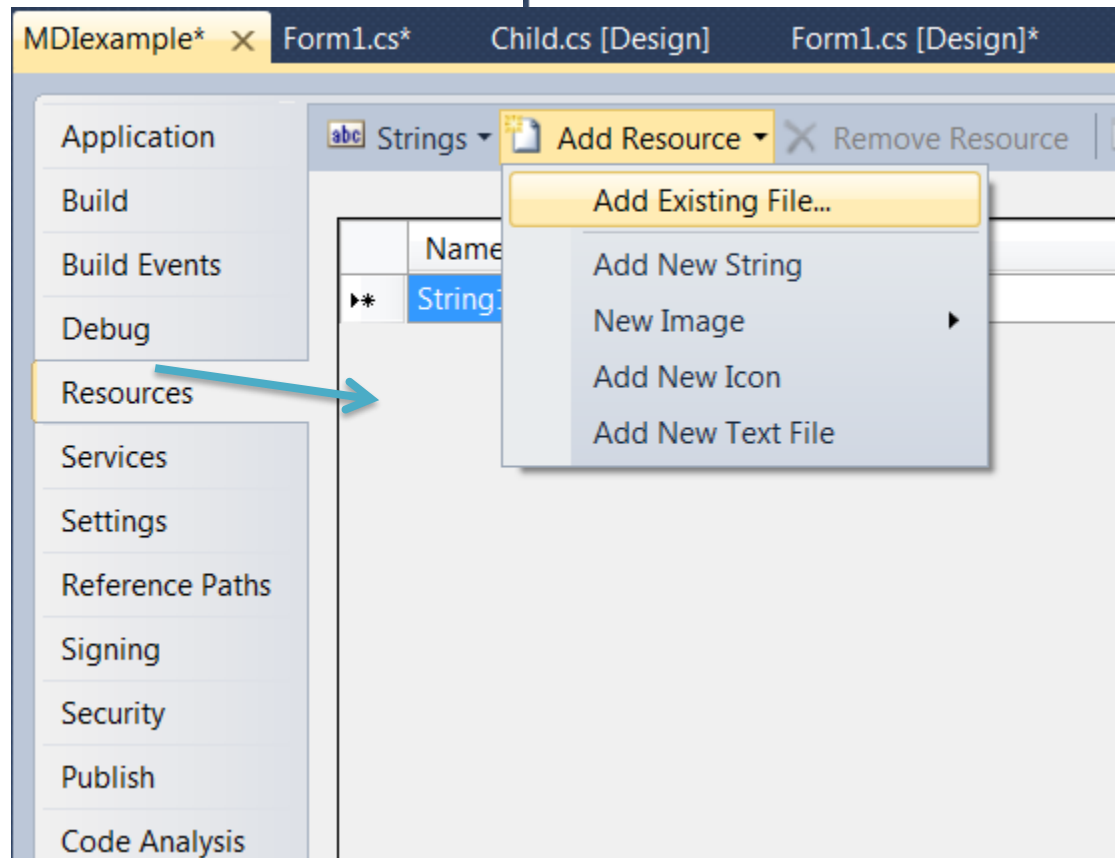 MDIexample* Form1.cs* Child.cs [Design] Form1.cs [Design]*
Application
Build
Build Events
Debug
Resources
Services
Settings
Reference Paths
Signing
Security
Publish
Code Analysis
abc Strings Add Resource Remove Resource
Add Existing File...
Add New String
New Image
Add New Icon
Add New Text File
Name
String1